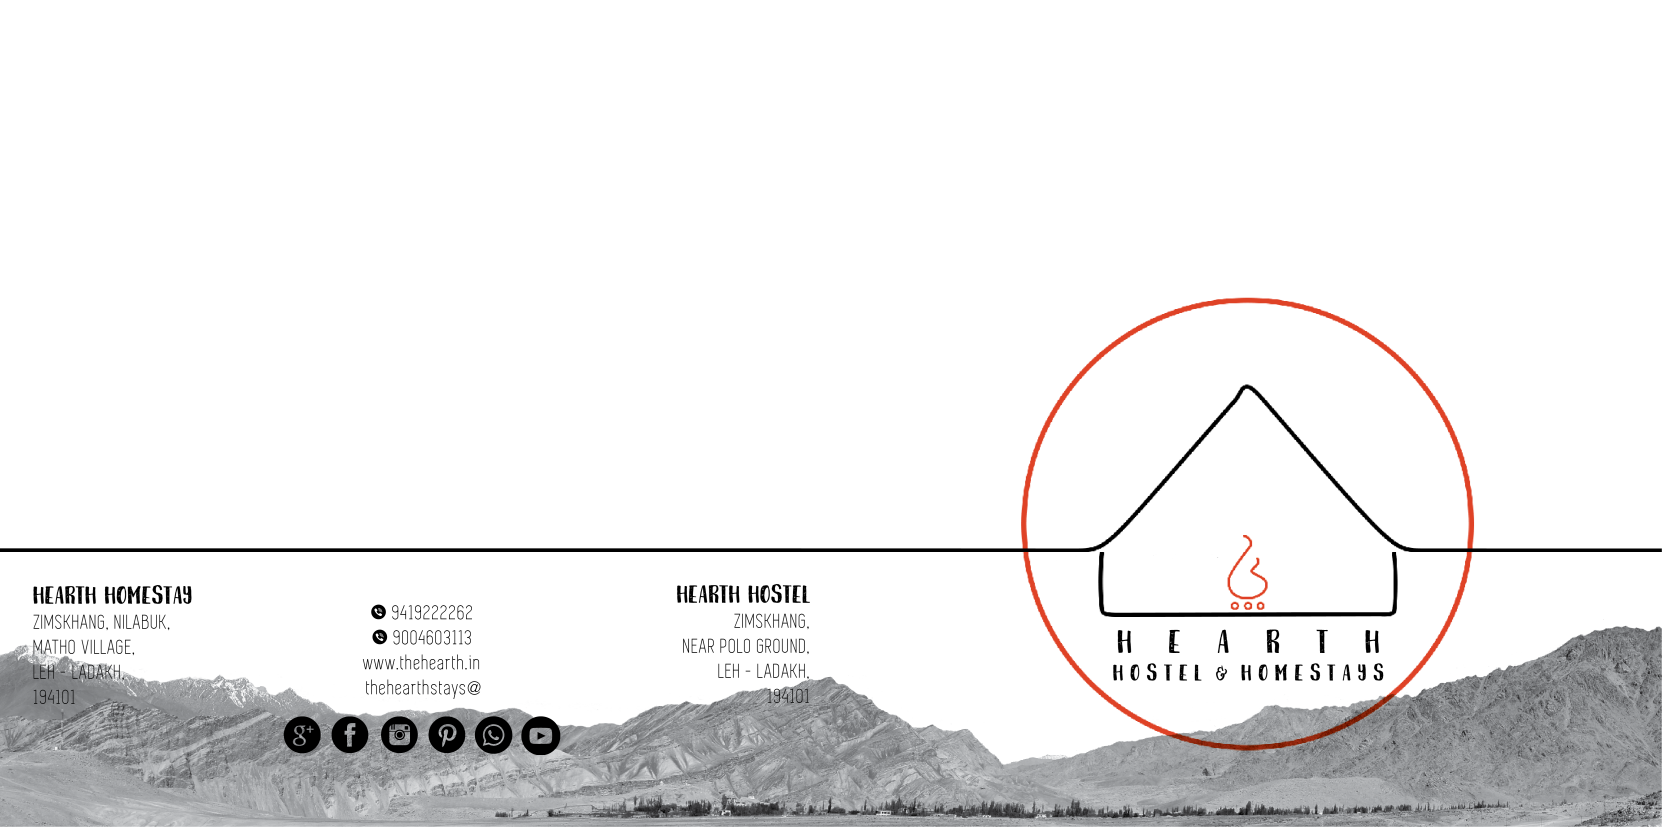 HEARTH HOMESTAY
ZIMSKHANG, NILABUK,
MATHO VILLAGE,
LEH - LADAKH,
194101
9419222262
9004603113
www.thehearth.in
thehearthstays@
g+
f
HEARTH HOSTEL
ZIMSKHANG,
NEAR POLO GROUND,
LEH - LADAKH,
194101
HEARTH
HOSTEL & HOMESTAYS